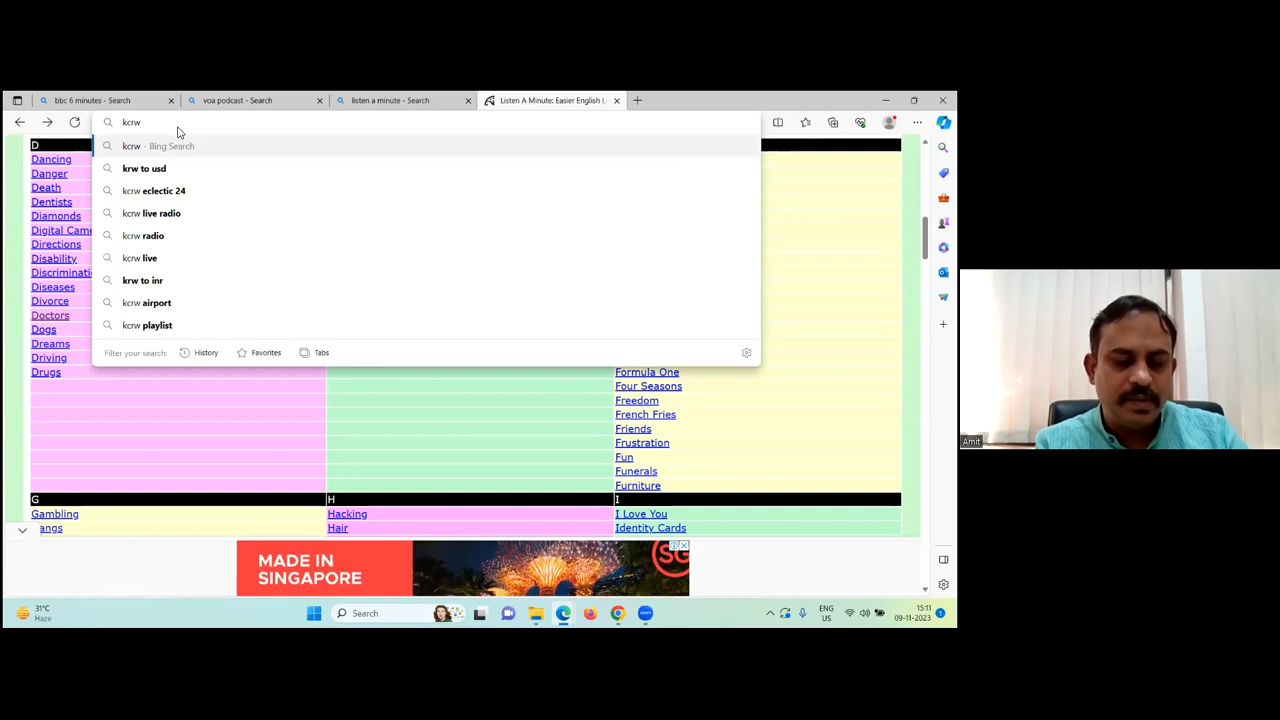 bbc 6 minutes - Search
voa podcast - Search
listen a minute - Search
Listen A Minute: Easier English L
kcrw
kcrw - Bing Search
krw to usd
kcrw eclectic 24
kcrw live radio
kcrw radio
kcrw live
krw to inr
kcrw airport
kcrw playlist
Filter your search:
History
Favorites
Tabs
D
Dancing
Danger
Death
Dentists
Diamonds
Digital Came
Directions
Disability
Discriminati
Diseases
Divorce
Doctors
Dogs
Dreams
Driving
Drugs
Formula One
Four Seasons
Freedom
French Fries
Friends
Frustration
Fun
Funerals
Furniture
G
H
I
Gambling
Hacking
I Love You
angs
Hair
Identity Cards
MADE IN
SINGAPORE
SG
31°C
Haze
Search
ENG
US
15:11
09-11-2023
1
Amit